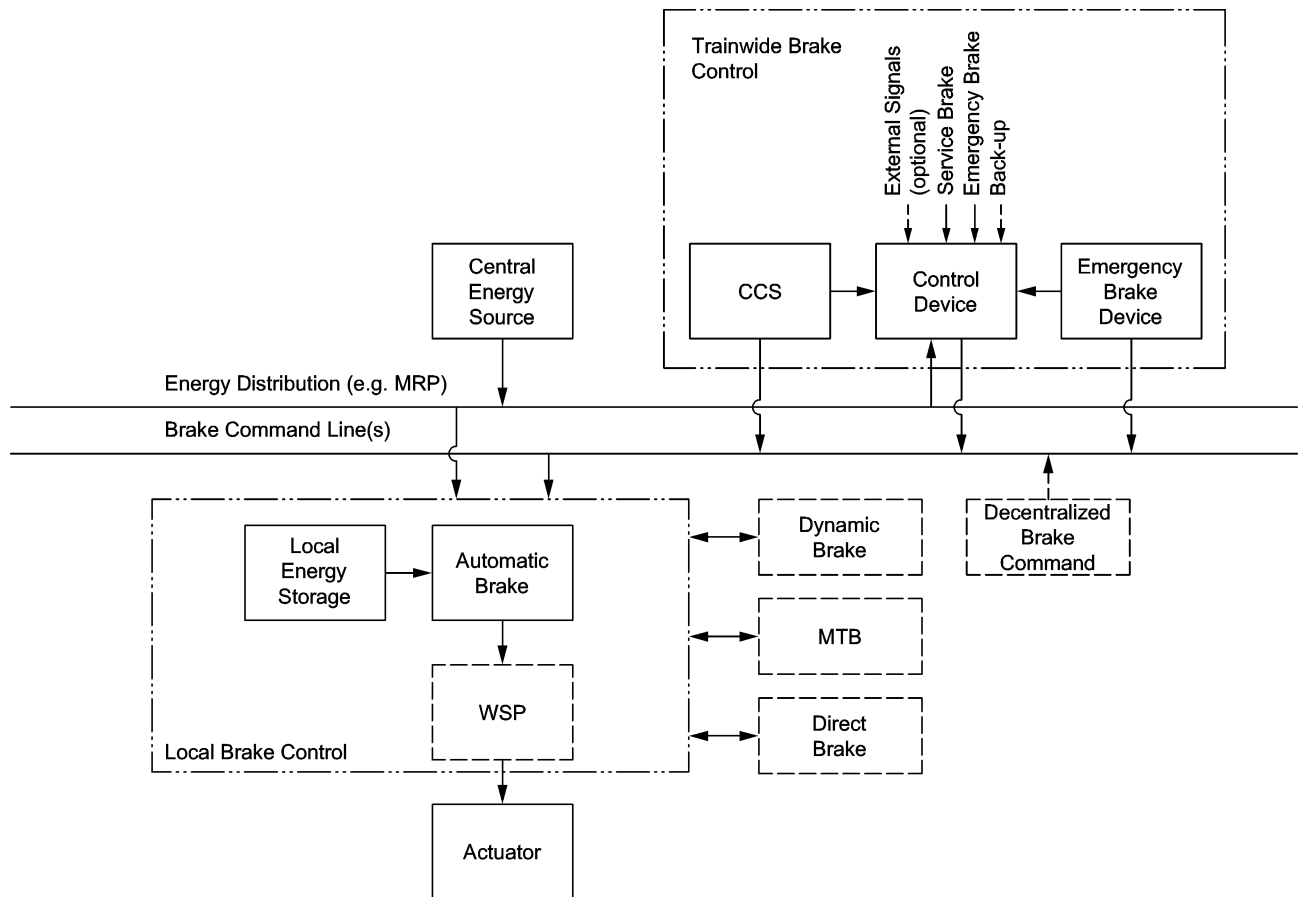 Trainwide Brake
Control
External Signals
(optional)
Service Brake
Emergency Brake
Back-up
Central
Energy
Source
CCS
Control
Device
Emergency
Brake
Device
Energy Distribution (e.g. MRP)
Brake Command Line(s)
Local
Energy
Storage
Automatic
Brake
Dynamic
Brake
Decentralized
Brake
Command
MTB
WSP
Direct
Brake
Local Brake Control
Actuator